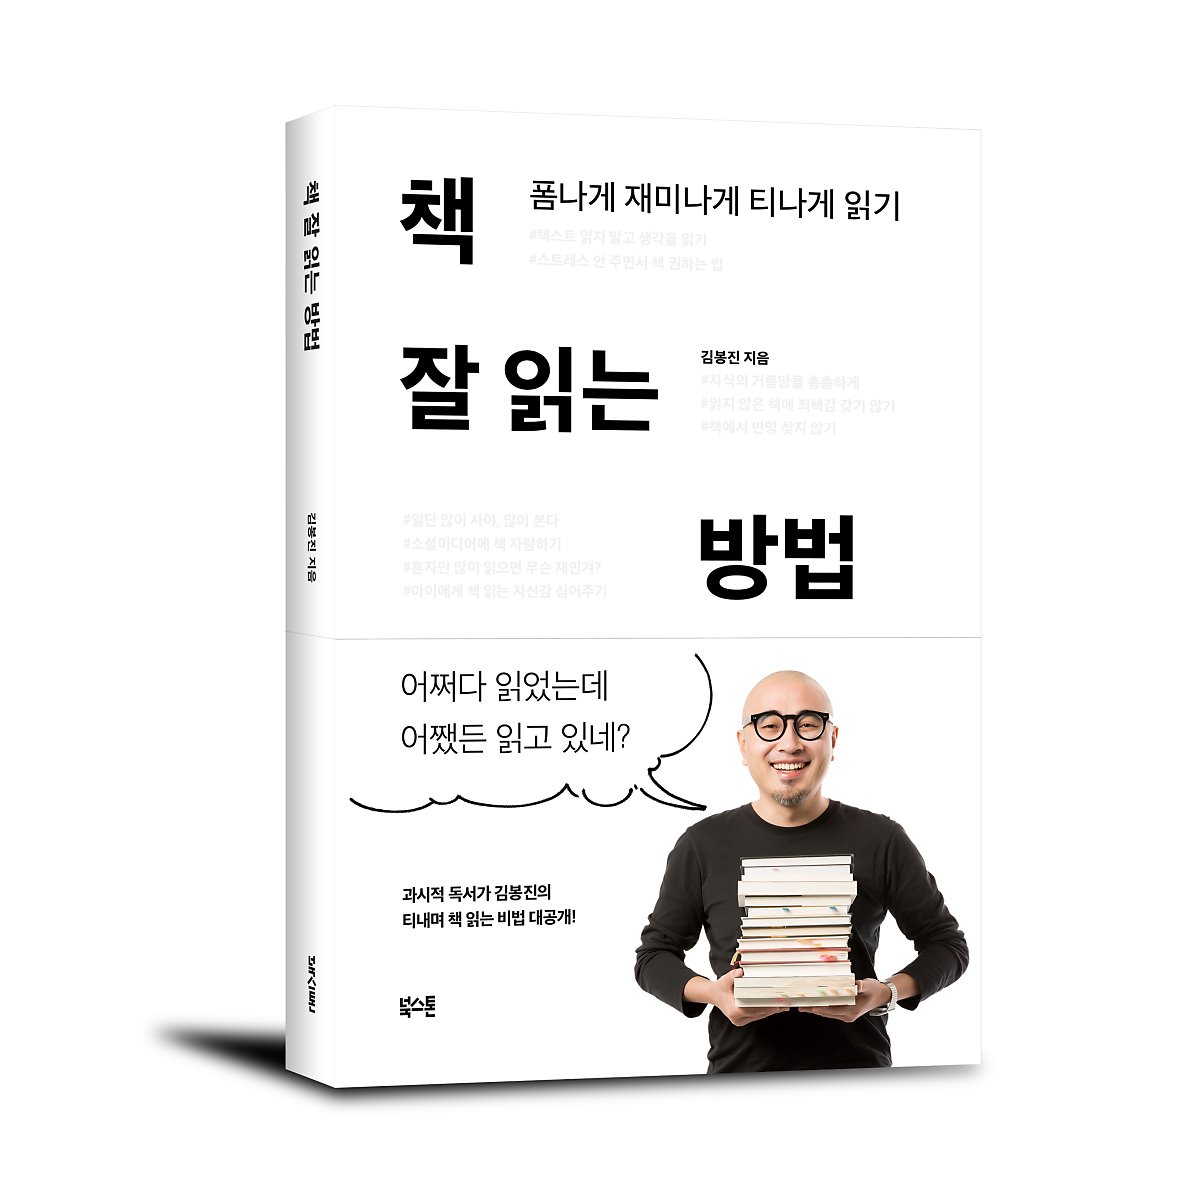 책 잘 읽는 방법
김봉진 지음
북스톤
책
폼나게 재미나게 티나게 읽기
#텍스트 읽지 말고 생각을 읽기
#스트레스 안 주면서 책 권하는 법
잘 읽는
김봉진 지음
#지식의 거름망을 촘촘하게
#읽지 않은 책에 죄책감 갖기 않기
#책에서 변명 찾지 않기
#일단 많이 사야, 많이 본다
#소셜미디어에 책 자랑하기
#혼자만 많이 읽으면 무슨 재민겨?
#아이에게 책 읽는 자신감 심어주기
방법
어쩌다 읽었는데
어쨌든 읽고 있네?
과시적 독서가 김봉진의
티내며 책 읽는 비법 대공개!
북스톤